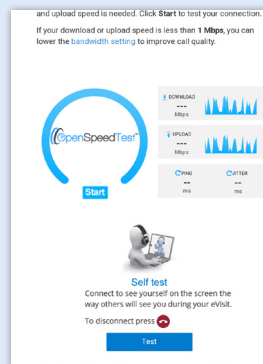 and upload speed is needed. Click Start to test your connection.
If your download or upload speed is less than 1 Mbps, you can
lower the bandwidth setting to improve call quality.
OpenSpeedTest™
Start
DOWNLOAD
---
Mbps
UPLOAD
---
Mbps
PING
--
ms
JITTER
--
ms
Self test
Connect to see yourself on the screen the
way others will see you during your eVisit.
To disconnect press
Test